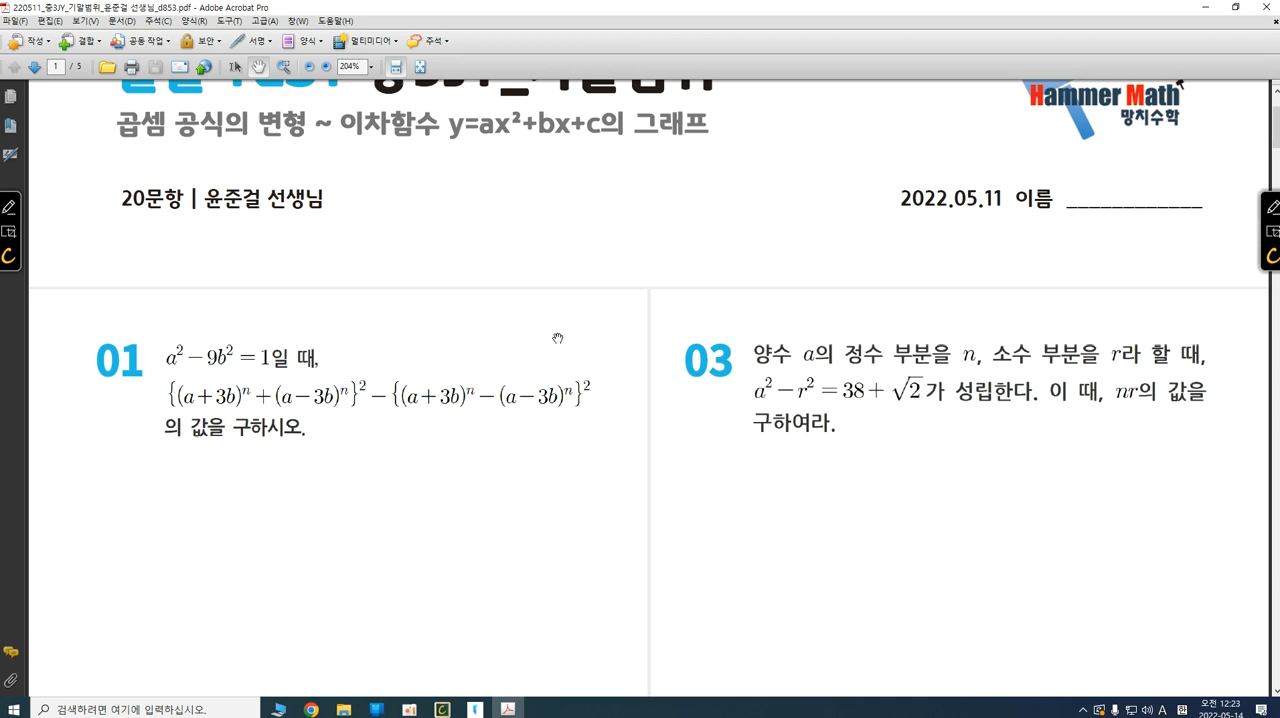 220511_중3JY_기말범위_윤준걸 선생님_d853.pdf - Adobe Acrobat Pro
파일(F) 편집(E) 보기(V) 문서(D) 주석(C) 양식(R) 도구(T) 고급(A) 창(W) 도움말(H)
작성 결합 공동 작업 보안 서명 양식 멀티미디어 주석
1 / 5 204%
Hammer Math
망치수학
곱셈 공식의 변형 ~ 이차함수 y=ax²+bx+c의 그래프
20문항 | 윤준걸 선생님
2022.05.11 이름 ____________
01 a² − 9b² = 1일 때,
{(a+3b)ⁿ + (a−3b)ⁿ}² − {(a+3b)ⁿ − (a−3b)ⁿ}²
의 값을 구하시오.
03 양수 a의 정수 부분을 n, 소수 부분을 r라 할 때,
a² − r² = 38 + √2가 성립한다. 이 때, nr의 값을
구하여라.
검색하려면 여기에 입력하십시오.
A 오전 12:23
2022-05-14